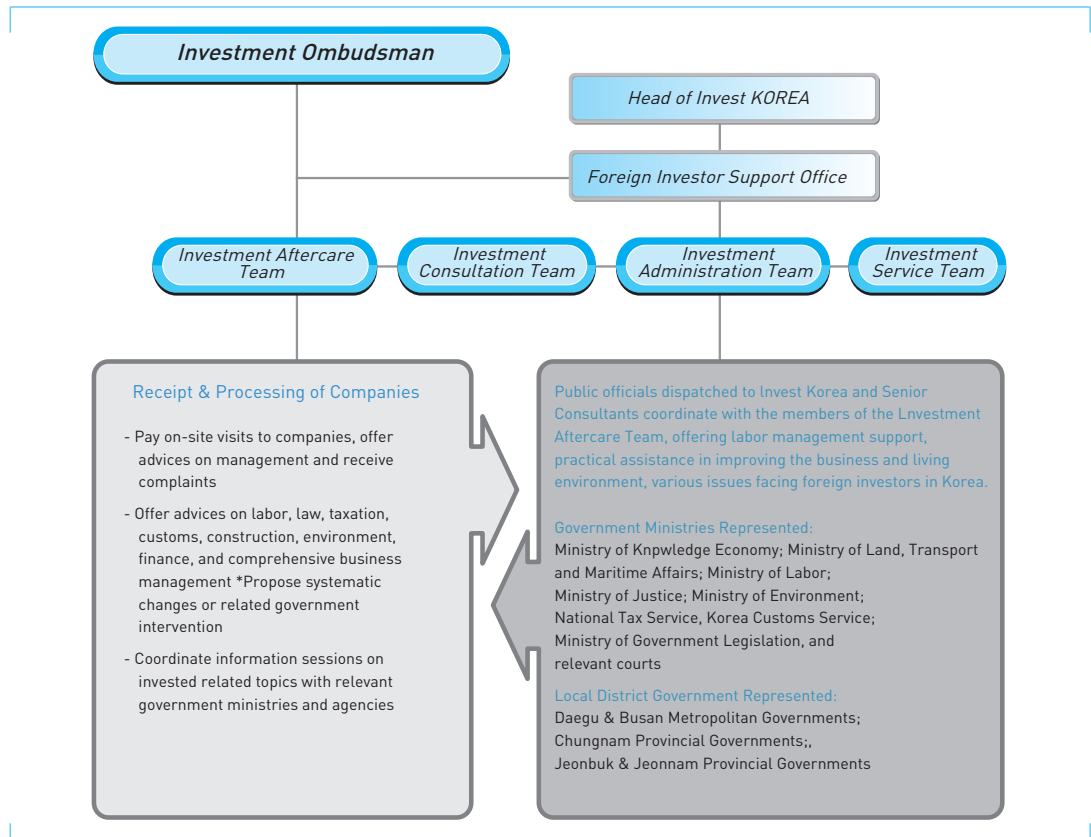 Investment Ombudsman
Head of Invest KOREA
Foreign Investor Support Office
Investment Aftercare
Team
Investment
Consultation Team
Investment
Administration Team
Investment
Service Team
Receipt & Processing of Companies
- Pay on-site visits to companies, offer
advices on management and receive
complaints
- Offer advices on labor, law, taxation,
customs, construction, environment,
finance, and comprehensive business
management *Propose systematic
changes or related government
intervention
- Coordinate information sessions on
invested related topics with relevant
government ministries and agencies
Public officials dispatched to Invest Korea and Senior
Consultants coordinate with the members of the Lnvestment
Aftercare Team, offering labor management support,
practical assistance in improving the business and living
environment, various issues facing foreign investors in Korea.
Government Ministries Represented:
Ministry of Knpwledge Economy; Ministry of Land, Transport
and Maritime Affairs; Ministry of Labor;
Ministry of Justice; Ministry of Environment;
National Tax Service, Korea Customs Service;
Ministry of Government Legislation, and
relevant courts
Local District Government Represented:
Daegu & Busan Metropolitan Governments;
Chungnam Provincial Governments;,
Jeonbuk & Jeonnam Provincial Governments